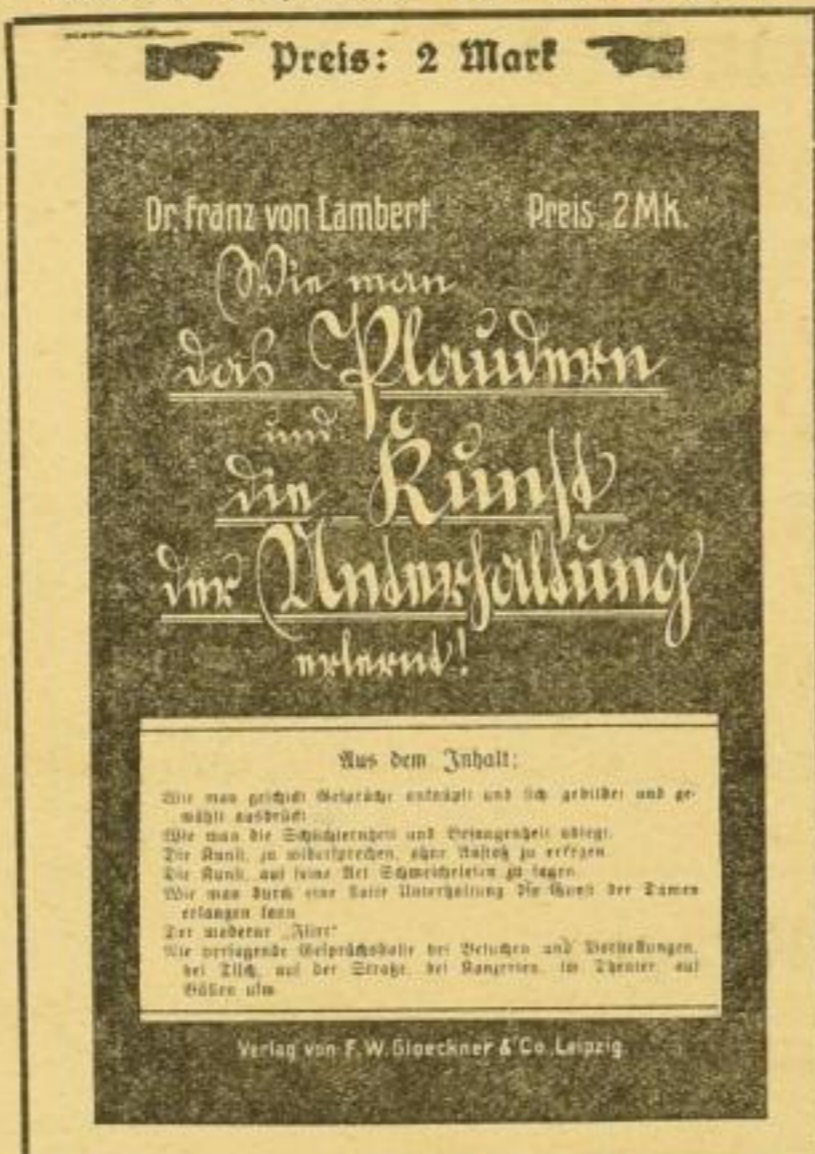 Preis: 2 Mark
Dr. Franz von Lambert Preis 2 Mk.
Wie man
das Plaudern
und
die Kunst
der Unterhaltung
erlernt!
Aus dem Inhalt:
Wie man geschickt Gespräche anknüpft und sich gebildet und ge-
wählt ausdrückt
Wie man die Schüchternheit und Befangenheit ablegt.
Die Kunst, zu widersprechen, ohne Anstoß zu erregen.
Die Kunst, auf feine Art Schmeicheleien zu sagen.
Wie man durch eine flotte Unterhaltung die Gunst der Damen
erlangen kann
Der moderne „Flirt“
Nie versagende Gesprächsstoffe bei Besuchen und Vorstellungen,
bei Tisch, auf der Straße, bei Konzerten, im Theater, auf
Bällen usw.
Verlag von F. W. Gloeckner & Co. Leipzig